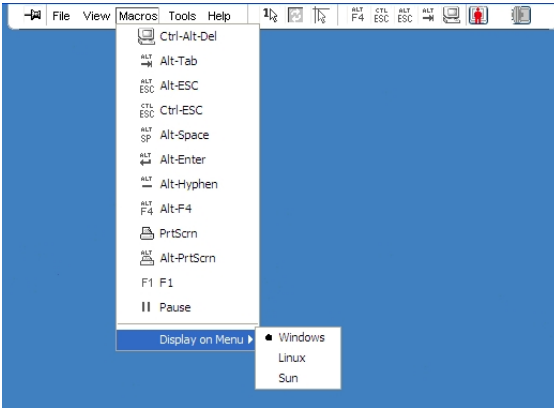 File View Macros Tools Help 1 ALT F4 CTL ESC ALT ESC ALT
Ctrl-Alt-Del
ALT Alt-Tab
ALT ESC Alt-ESC
CTL ESC Ctrl-ESC
ALT SP Alt-Space
ALT Alt-Enter
ALT Alt-Hyphen
ALT F4 Alt-F4
PrtScrn
ALT Alt-PrtScrn
F1 F1
Pause
Display on Menu
Windows
Linux
Sun